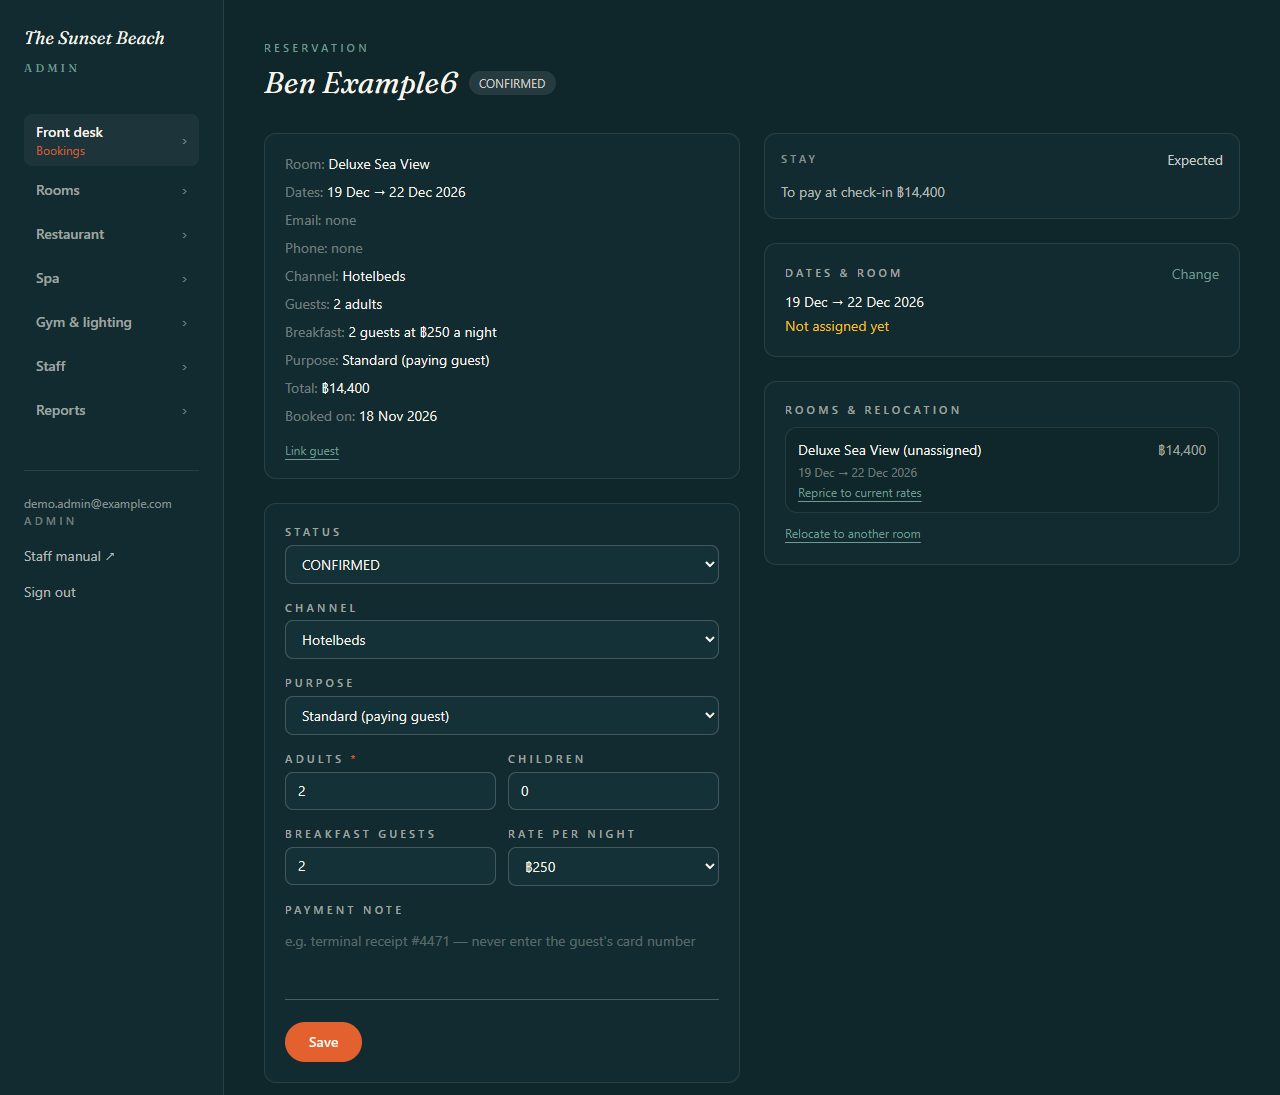 The Sunset Beach
ADMIN
Front desk
Bookings
›
Rooms ›
Restaurant ›
Spa ›
Gym & lighting ›
Staff ›
Reports ›
demo.admin@example.com
ADMIN
Staff manual ↗
Sign out
RESERVATION
Ben Example6 CONFIRMED
Room: Deluxe Sea View
Dates: 19 Dec → 22 Dec 2026
Email: none
Phone: none
Channel: Hotelbeds
Guests: 2 adults
Breakfast: 2 guests at ฿250 a night
Purpose: Standard (paying guest)
Total: ฿14,400
Booked on: 18 Nov 2026
Link guest
STATUS
CONFIRMED
CHANNEL
Hotelbeds
PURPOSE
Standard (paying guest)
ADULTS * CHILDREN
2 0
BREAKFAST GUESTS RATE PER NIGHT
2 ฿250
PAYMENT NOTE
e.g. terminal receipt #4471 — never enter the guest's card number
Save
STAY Expected
To pay at check-in ฿14,400
DATES & ROOM Change
19 Dec → 22 Dec 2026
Not assigned yet
ROOMS & RELOCATION
Deluxe Sea View (unassigned) ฿14,400
19 Dec → 22 Dec 2026
Reprice to current rates
Relocate to another room